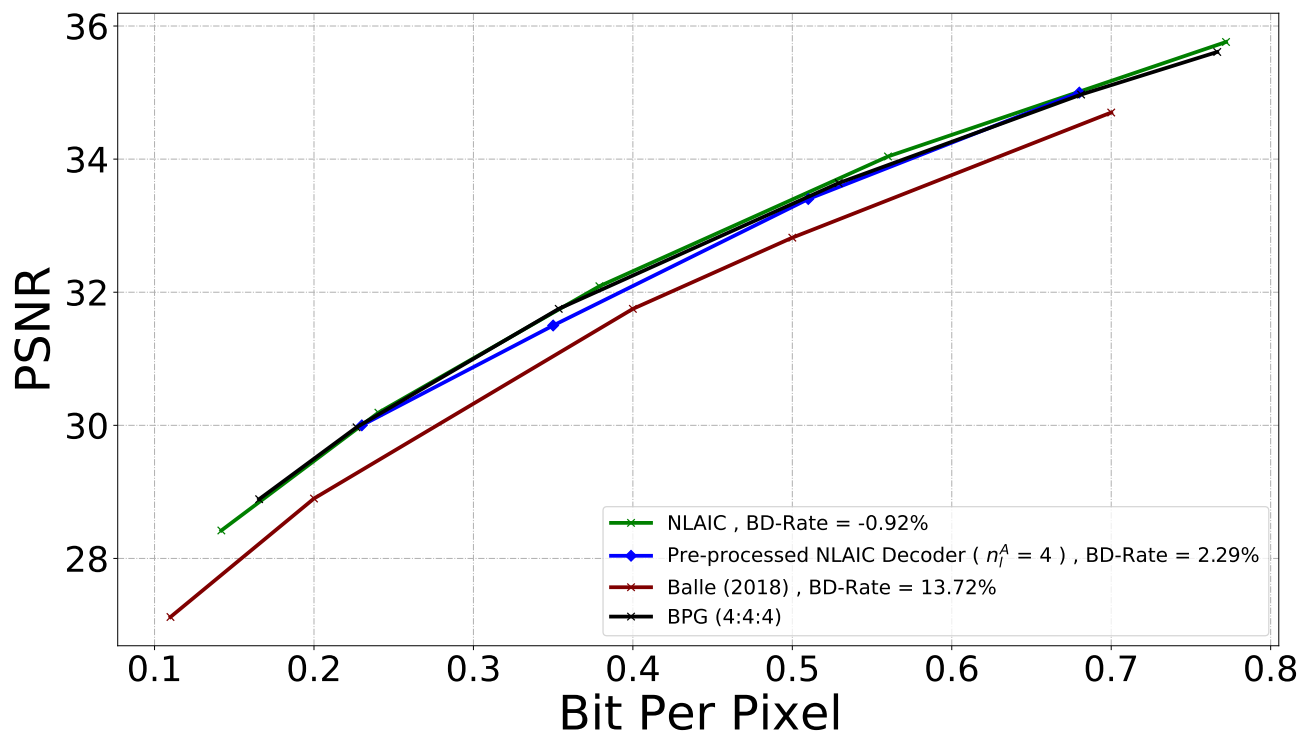 36
34
32
30
28
PSNR
NLAIC , BD-Rate = -0.92%
Pre-processed NLAIC Decoder ( $n_l^A$ = 4 ) , BD-Rate = 2.29%
Balle (2018) , BD-Rate = 13.72%
BPG (4:4:4)
0.1 0.2 0.3 0.4 0.5 0.6 0.7 0.8
Bit Per Pixel